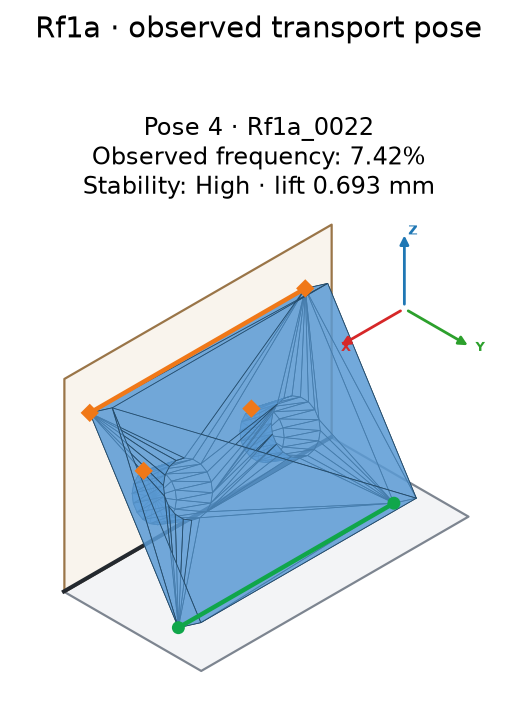 Rf1a · observed transport pose
Pose 4 · Rf1a_0022
Observed frequency: 7.42%
Stability: High · lift 0.693 mm
Z
X
Y